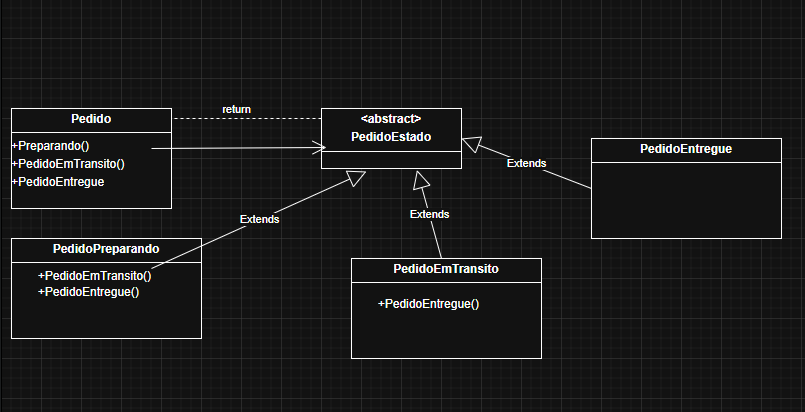 return
Pedido
+Preparando()
+PedidoEmTransito()
+PedidoEntregue
<abstract>
PedidoEstado
PedidoEntregue
Extends
Extends
Extends
PedidoPreparando
+PedidoEmTransito()
+PedidoEntregue()
PedidoEmTransito
+PedidoEntregue()